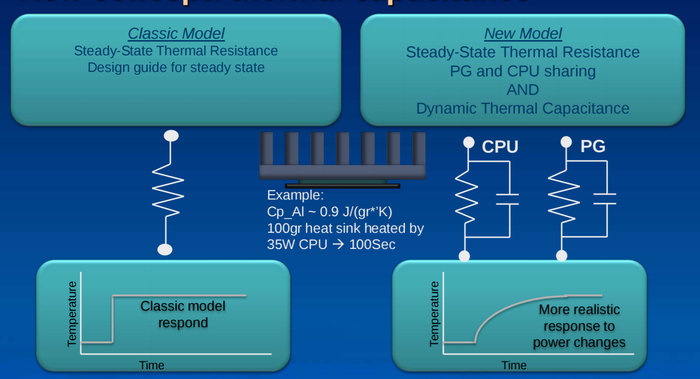 Classic Model
Steady-State Thermal Resistance
Design guide for steady state
New Model
Steady-State Thermal Resistance
PG and CPU sharing
AND
Dynamic Thermal Capacitance
CPU
PG
Example:
Cp_Al ~ 0.9 J/(gr*'K)
100gr heat sink heated by
35W CPU → 100Sec
Temperature
Classic model
respond
Time
Temperature
More realistic
response to
power changes
Time